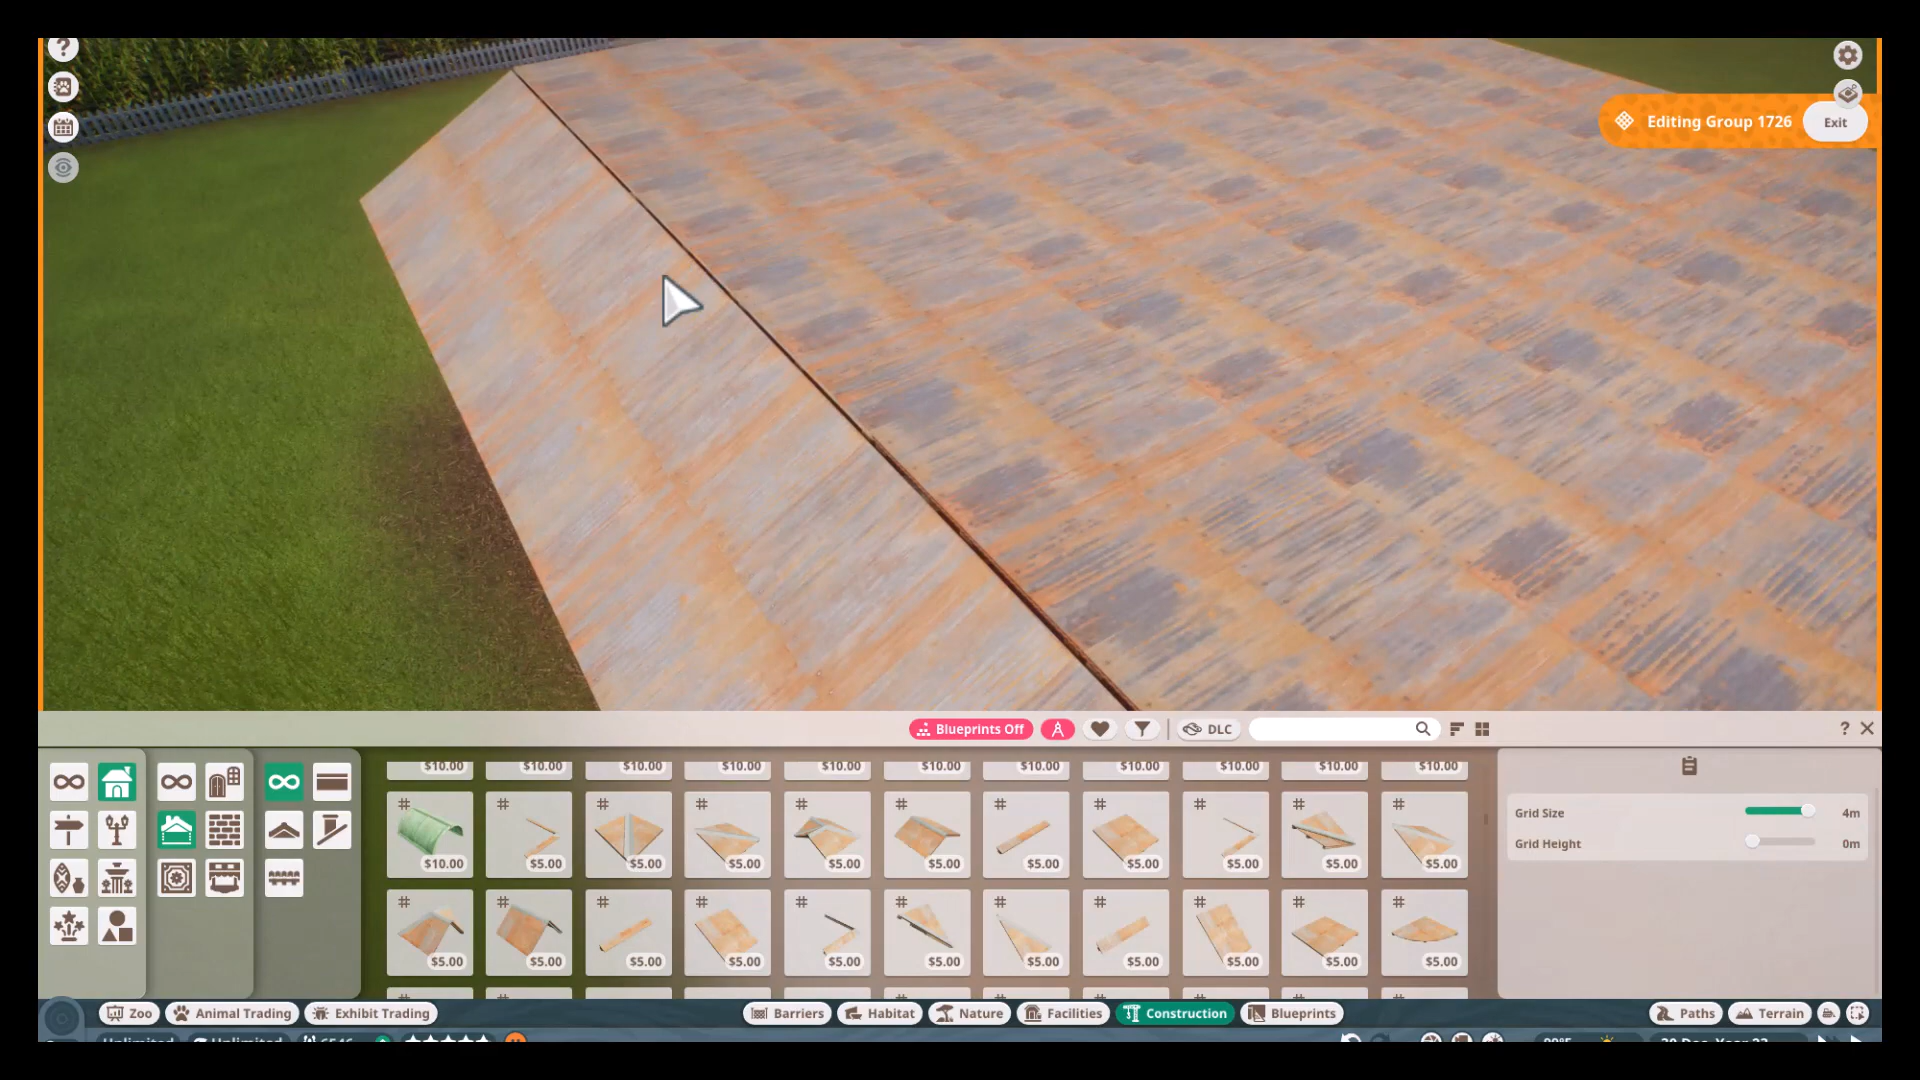 ?
Editing Group 1726
Exit
Blueprints Off
DLC
?
$10.00 $10.00 $10.00 $10.00 $10.00 $10.00 $10.00 $10.00 $10.00 $10.00 $10.00
$10.00 $5.00 $5.00 $5.00 $5.00 $5.00 $5.00 $5.00 $5.00 $5.00 $5.00
$5.00 $5.00 $5.00 $5.00 $5.00 $5.00 $5.00 $5.00 $5.00 $5.00 $5.00
Grid Size 4m
Grid Height 0m
Zoo Animal Trading Exhibit Trading Barriers Habitat Nature Facilities Construction Blueprints Paths Terrain
Unlimited Unlimited